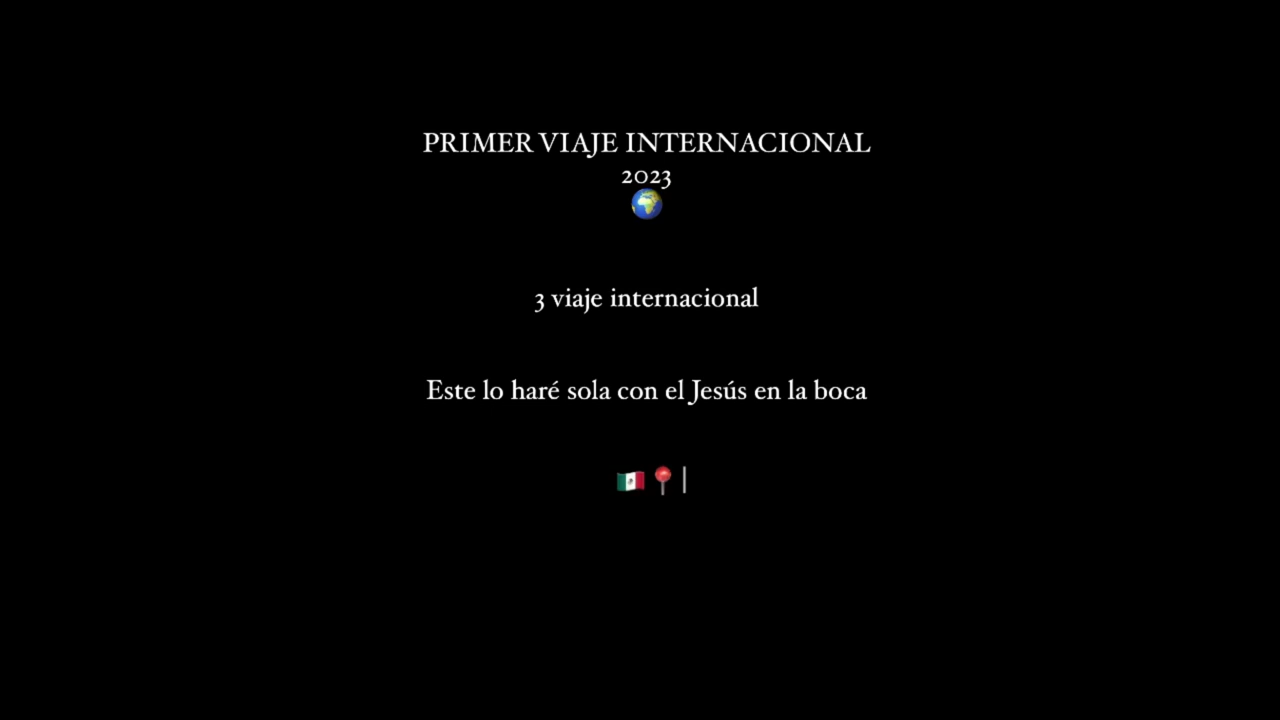 PRIMER VIAJE INTERNACIONAL
2023
🌍
3 viaje internacional
Este lo haré sola con el Jesús en la boca
🇲🇽📍|